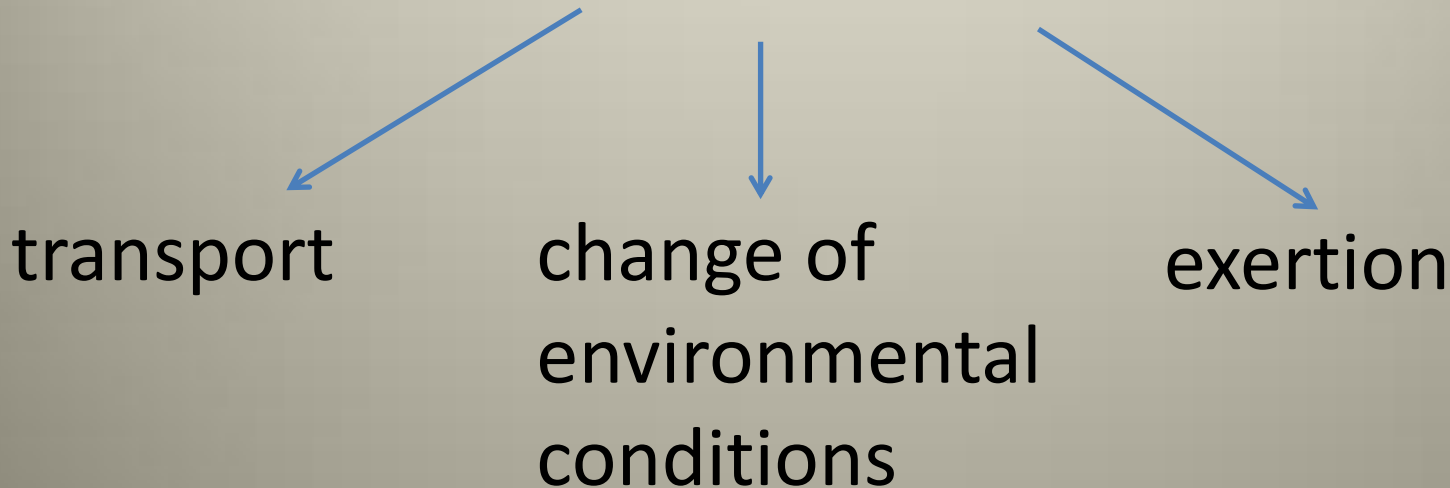 transport
change of
environmental
conditions
exertion